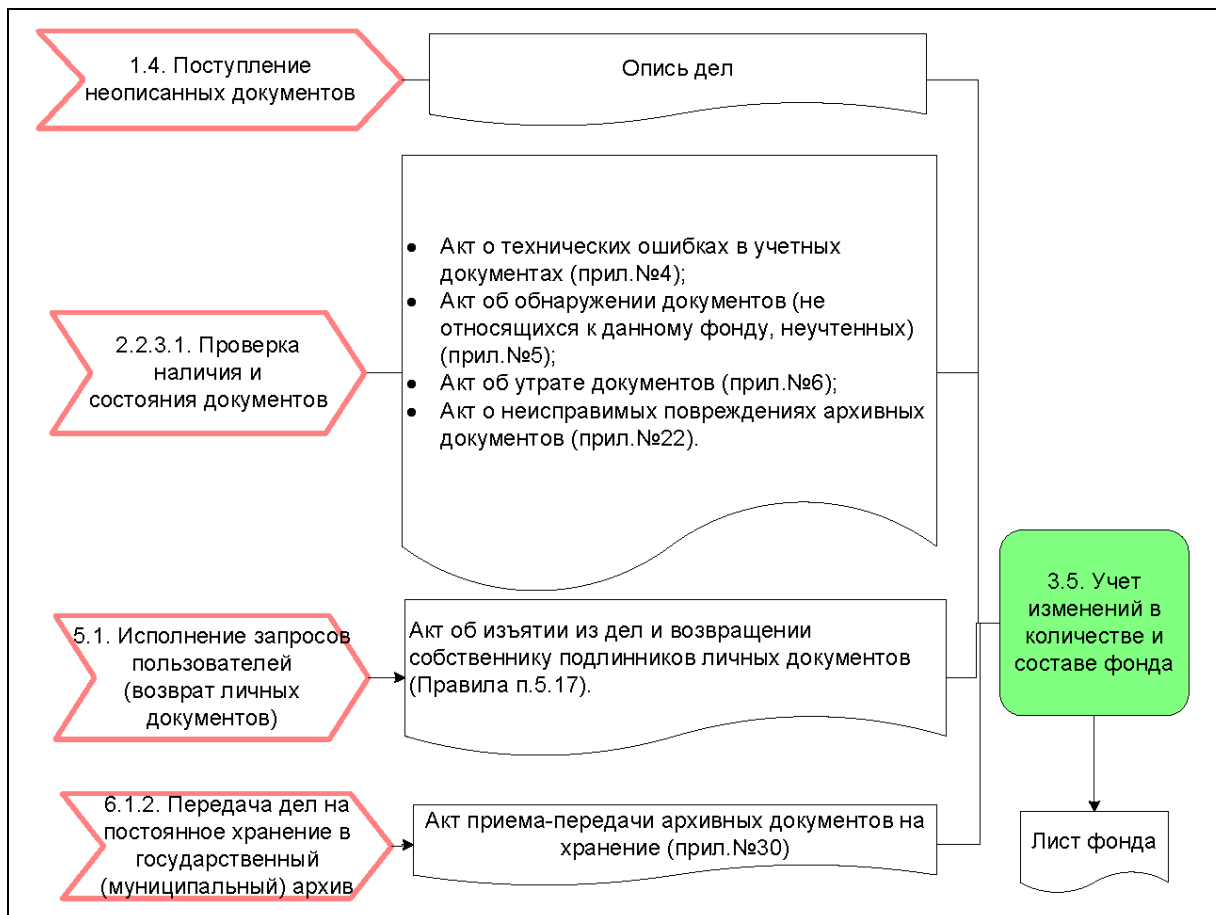 1.4. Поступление
неописанных документов
Опись дел
2.2.3.1. Проверка
наличия и
состояния документов
● Акт о технических ошибках в учетных
документах (прил.№4);
● Акт об обнаружении документов (не
относящихся к данному фонду, неучтенных)
(прил.№5);
● Акт об утрате документов (прил.№6);
● Акт о неисправимых повреждениях архивных
документов (прил.№22).
5.1. Исполнение запросов
пользователей
(возврат личных
документов)
Акт об изъятии из дел и возвращении
собственнику подлинников личных документов
(Правила п.5.17).
6.1.2. Передача дел на
постоянное хранение в
государственный
(муниципальный) архив
Акт приема-передачи архивных документов на
хранение (прил.№30)
3.5. Учет
изменений в
количестве и
составе фонда
Лист фонда